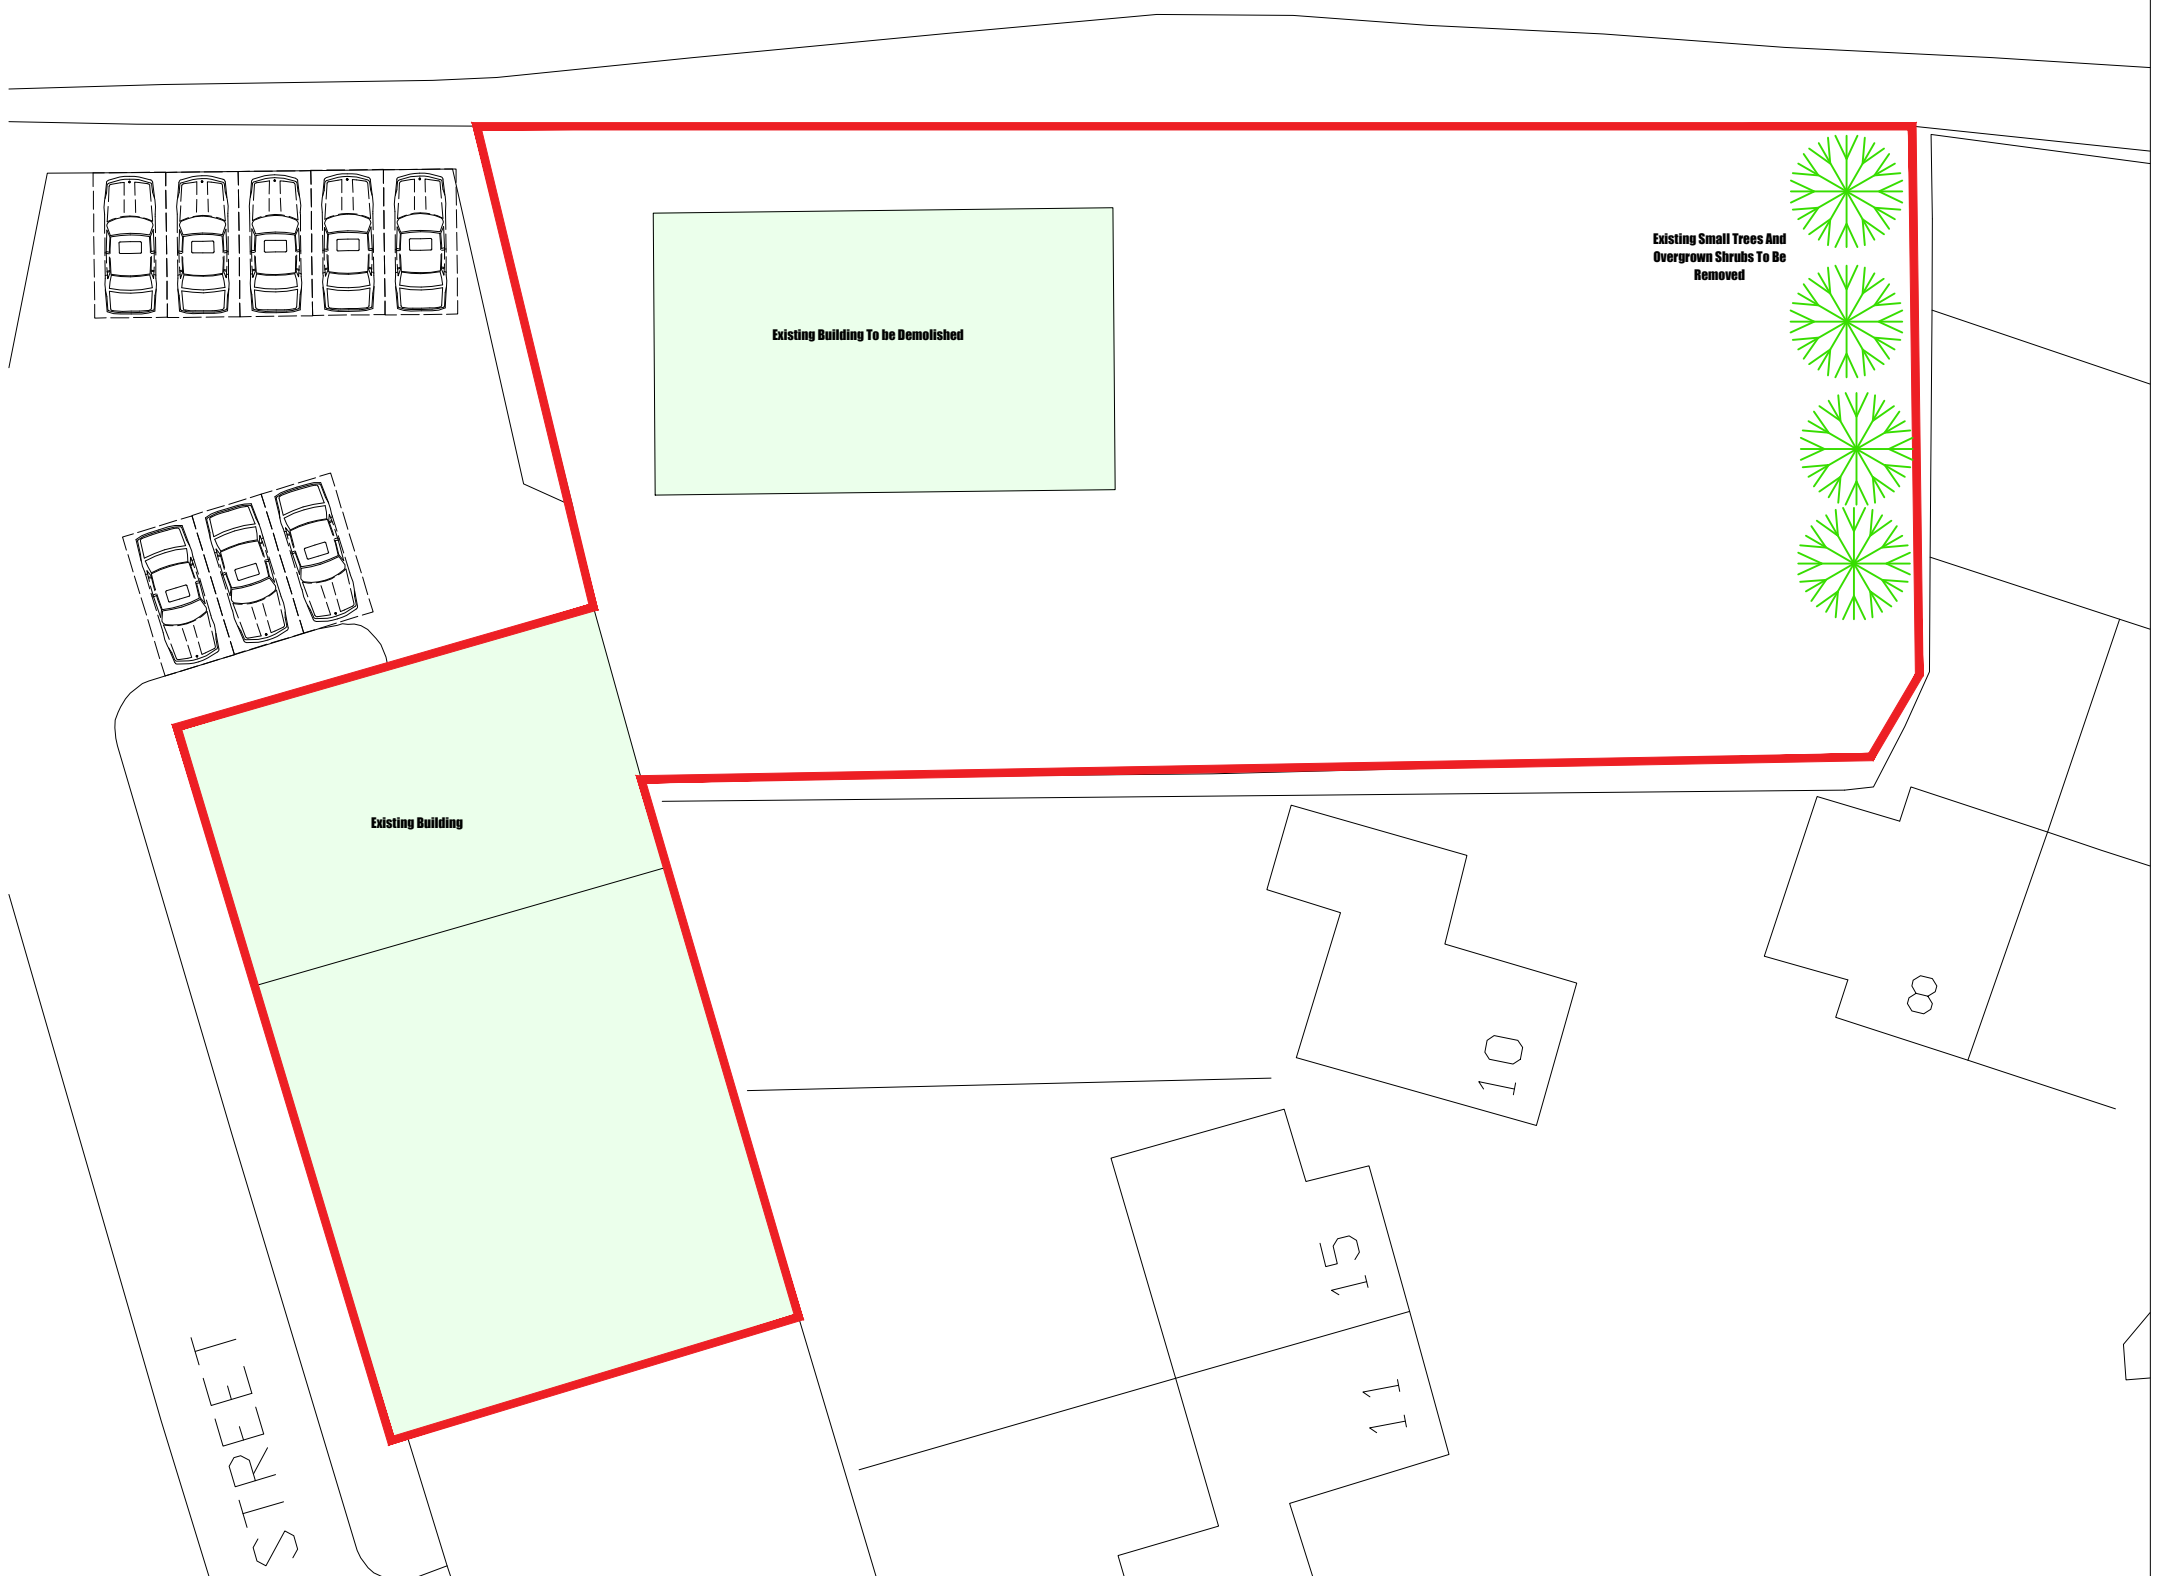 Existing Small Trees And
Overgrown Shrubs To Be
Removed
Existing Building To be Demolished
Existing Building
8
10
15
11
STREET